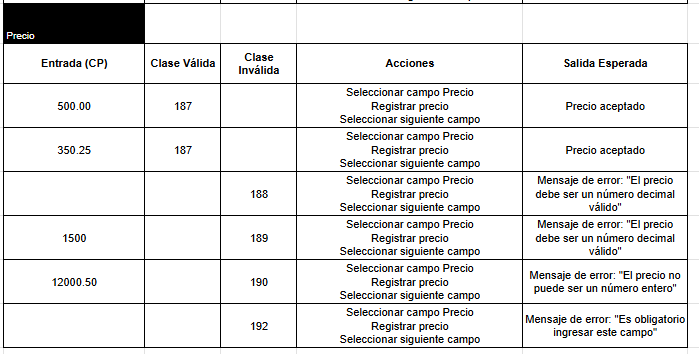 Precio
Entrada (CP) Clase Válida Clase Inválida Acciones Salida Esperada
500.00 187 Seleccionar campo Precio
Registrar precio
Seleccionar siguiente campo Precio aceptado
350.25 187 Seleccionar campo Precio
Registrar precio
Seleccionar siguiente campo Precio aceptado
188 Seleccionar campo Precio
Registrar precio
Seleccionar siguiente campo Mensaje de error: "El precio
debe ser un número decimal
válido"
1500 189 Seleccionar campo Precio
Registrar precio
Seleccionar siguiente campo Mensaje de error: "El precio
debe ser un número decimal
válido"
12000.50 190 Seleccionar campo Precio
Registrar precio
Seleccionar siguiente campo Mensaje de error: "El precio no
puede ser un número entero"
192 Seleccionar campo Precio
Registrar precio
Seleccionar siguiente campo Mensaje de error: "Es obligatorio
ingresar este campo"